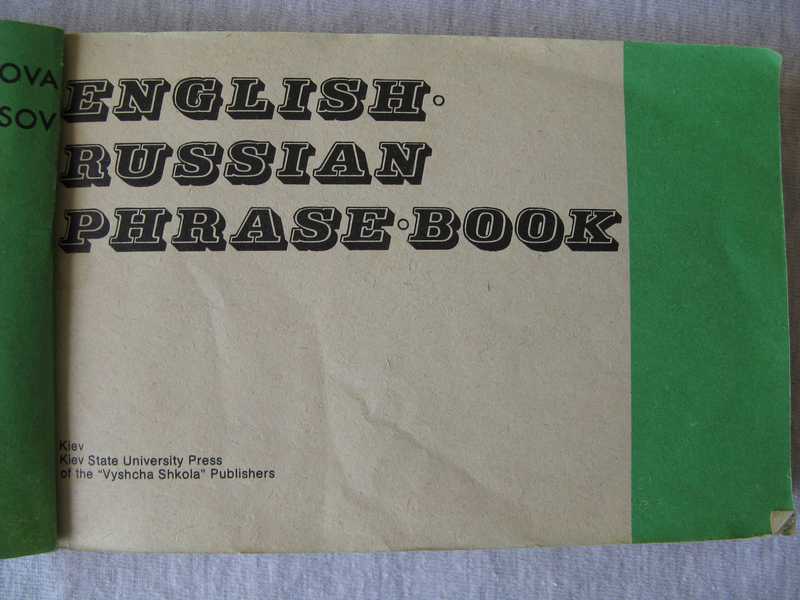 OVA
SOV
ENGLISH·
RUSSIAN
PHRASE·BOOK
Kiev
Kiev State University Press
of the "Vyshcha Shkola" Publishers